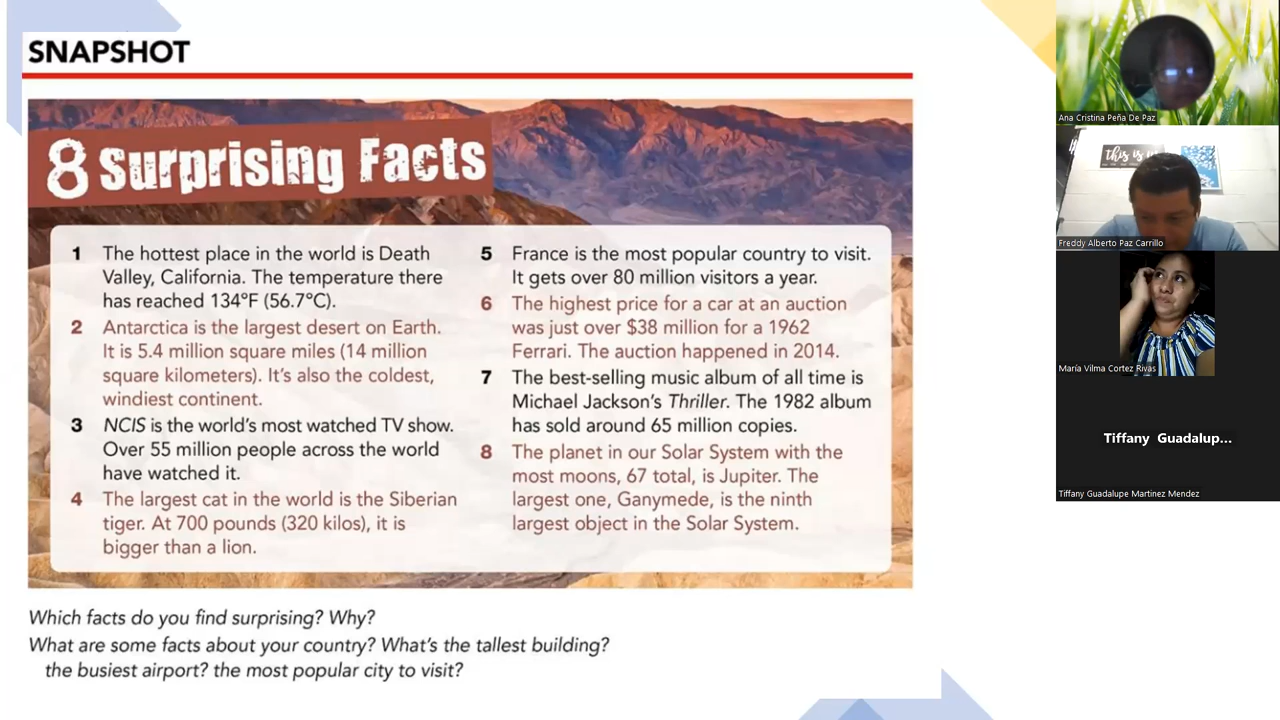 SNAPSHOT
8 Surprising Facts
1 The hottest place in the world is Death
Valley, California. The temperature there
has reached 134°F (56.7°C).
2 Antarctica is the largest desert on Earth.
It is 5.4 million square miles (14 million
square kilometers). It's also the coldest,
windiest continent.
3 NCIS is the world's most watched TV show.
Over 55 million people across the world
have watched it.
4 The largest cat in the world is the Siberian
tiger. At 700 pounds (320 kilos), it is
bigger than a lion.
5 France is the most popular country to visit.
It gets over 80 million visitors a year.
6 The highest price for a car at an auction
was just over $38 million for a 1962
Ferrari. The auction happened in 2014.
7 The best-selling music album of all time is
Michael Jackson's Thriller. The 1982 album
has sold around 65 million copies.
8 The planet in our Solar System with the
most moons, 67 total, is Jupiter. The
largest one, Ganymede, is the ninth
largest object in the Solar System.
Which facts do you find surprising? Why?
What are some facts about your country? What's the tallest building?
the busiest airport? the most popular city to visit?
Ana Cristina Peña De Paz
this is
Freddy Alberto Paz Carrillo
María Vilma Cortez Rivas
Tiffany Guadalup...
Tiffany Guadalupe Martinez Mendez